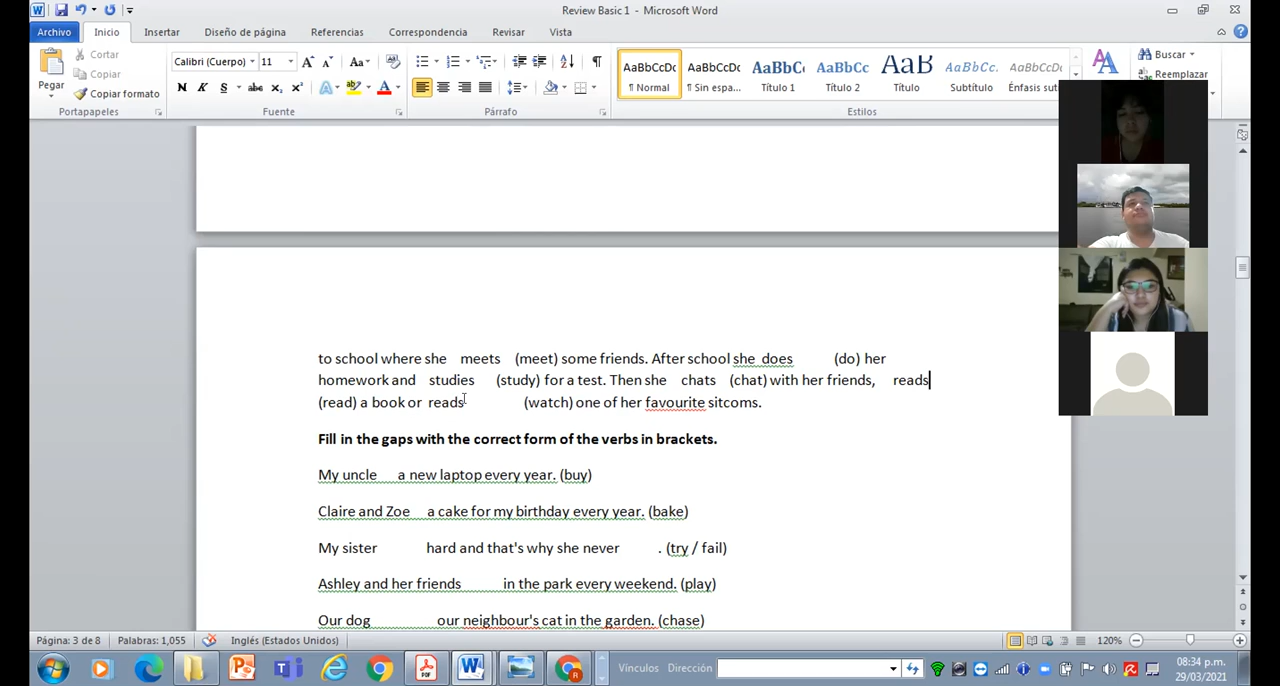 Review Basic 1 - Microsoft Word
Archivo Inicio Insertar Diseño de página Referencias Correspondencia Revisar Vista
Pegar
Cortar
Copiar
Copiar formato
Calibri (Cuerpo) 11
AaBbCcDc AaBbCcDc AaBbC AaBbCc AaB AaBbCc. AaBbCcDc
¶ Normal ¶ Sin espa... Título 1 Título 2 Título Subtítulo Énfasis sut
Buscar
Reemplazar
Portapapeles Fuente Párrafo Estilos
to school where she meets (meet) some friends. After school she does (do) her
homework and studies (study) for a test. Then she chats (chat) with her friends, reads
(read) a book or reads (watch) one of her favourite sitcoms.
Fill in the gaps with the correct form of the verbs in brackets.
My uncle a new laptop every year. (buy)
Claire and Zoe a cake for my birthday every year. (bake)
My sister hard and that's why she never . (try / fail)
Ashley and her friends in the park every weekend. (play)
Our dog our neighbour's cat in the garden. (chase)
Página: 3 de 8 Palabras: 1,055 Inglés (Estados Unidos) 120%
Vínculos Dirección
08:34 p.m.
29/03/2021